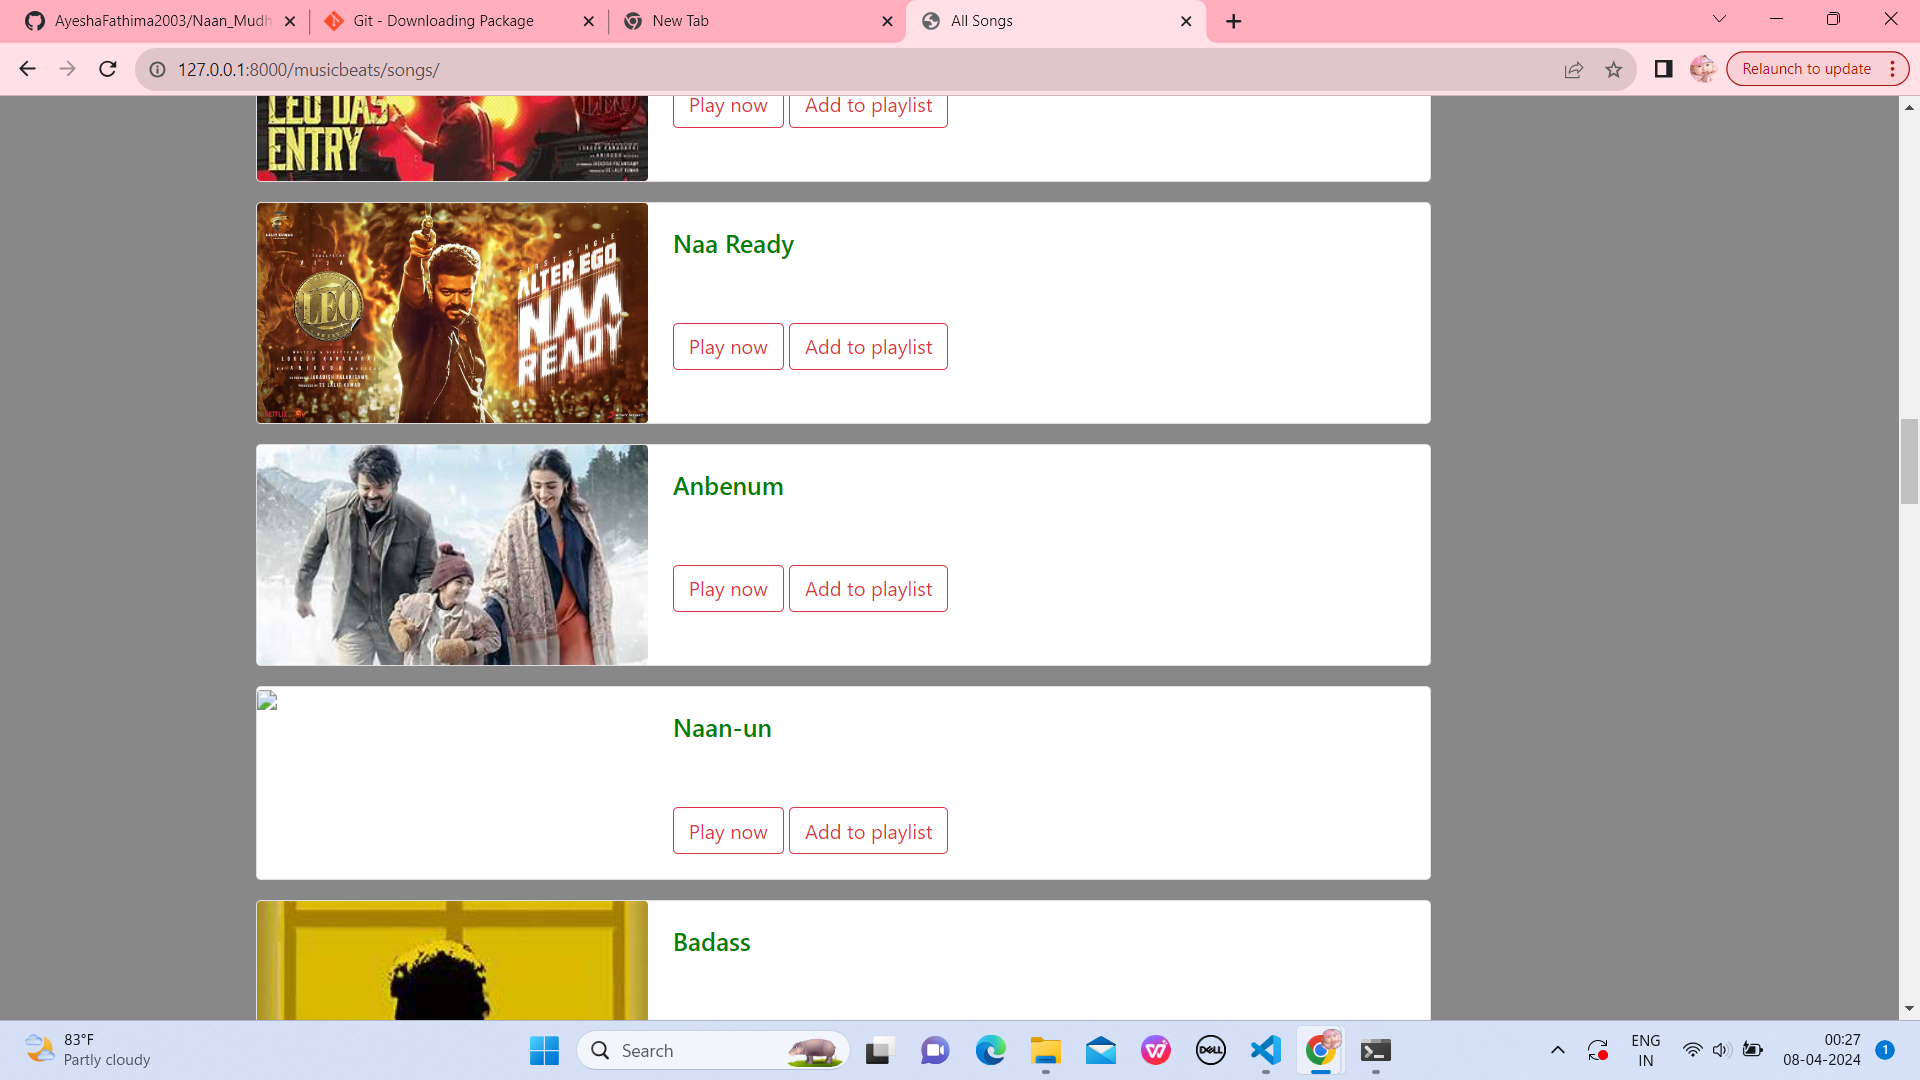 AyeshaFathima2003/Naan_Mudh
Git - Downloading Package
New Tab
All Songs
127.0.0.1:8000/musicbeats/songs/
Relaunch to update
LEO DAS
ENTRY
Play now
Add to playlist
LEO
FIRST SINGLE
ALTER EGO
NAA
READY
Naa Ready
Play now
Add to playlist
Anbenum
Play now
Add to playlist
Naan-un
Play now
Add to playlist
Badass
83°F
Partly cloudy
Search
DELL
ENG
IN
00:27
08-04-2024
1